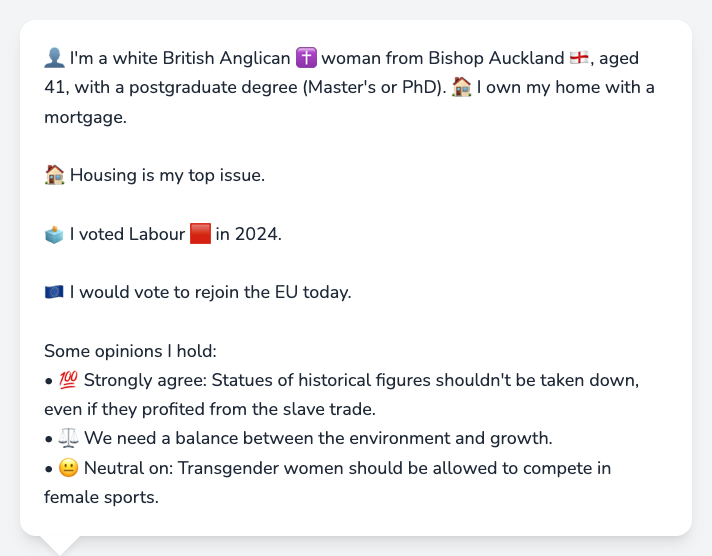 👤 I'm a white British Anglican ✝️ woman from Bishop Auckland 🏴󠁧󠁢󠁥󠁮󠁧󠁿, aged
41, with a postgraduate degree (Master's or PhD). 🏠 I own my home with a
mortgage.
🏠 Housing is my top issue.
🗳️ I voted Labour 🟥 in 2024.
🇪🇺 I would vote to rejoin the EU today.
Some opinions I hold:
• 💯 Strongly agree: Statues of historical figures shouldn't be taken down,
even if they profited from the slave trade.
• ⚖️ We need a balance between the environment and growth.
• 😐 Neutral on: Transgender women should be allowed to compete in
female sports.